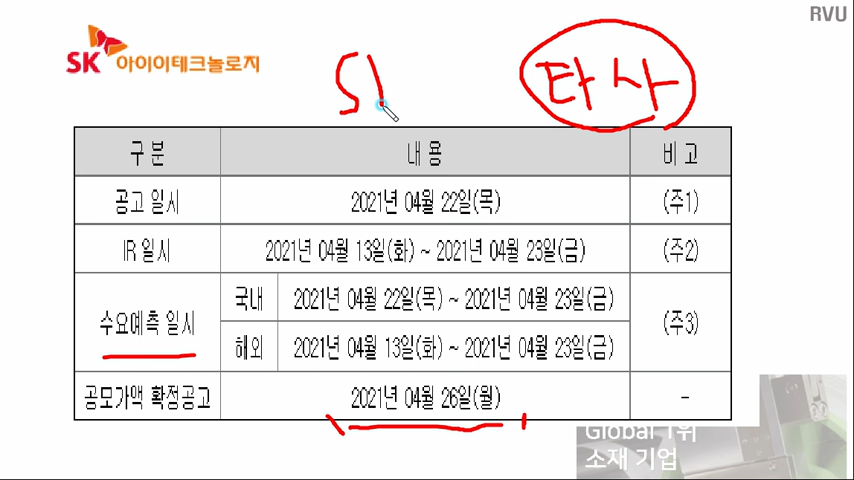 RVU
SK 아이이테크놀로지
타사
구 분 내 용 비 고
공고 일시 2021년 04월 22일(목) (주1)
IR 일시 2021년 04월 13일(화) ~ 2021년 04월 23일(금) (주2)
수요예측 일시 국내 2021년 04월 22일(목) ~ 2021년 04월 23일(금) (주3)
해외 2021년 04월 13일(화) ~ 2021년 04월 23일(금)
공모가액 확정공고 2021년 04월 26일(월) -
Global 1위
소재 기업